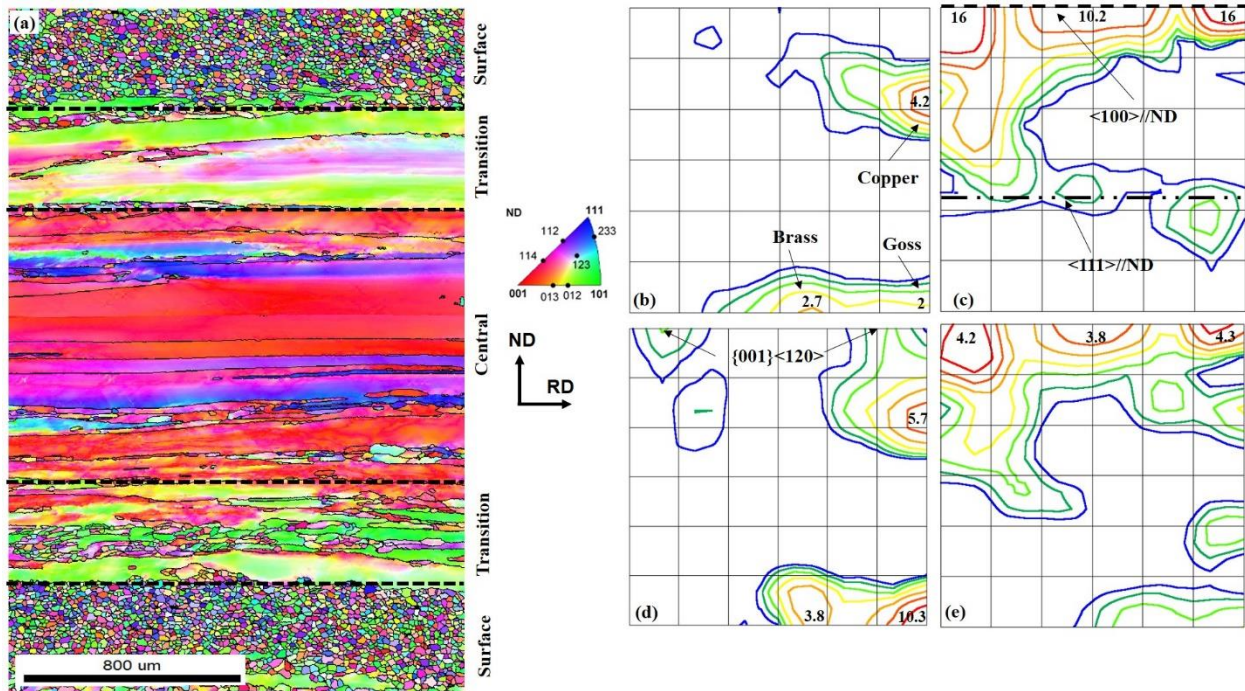 (a)
Surface
Transition
Central
Transition
Surface
800 um
ND
111
233
112
114
123
001
013
012
101
ND
RD
4.2
Copper
Brass
Goss
2.7
2
(b)
16
10.2
16
<100>//ND
<111>//ND
(c)
{001}<120>
5.7
3.8
10.3
(d)
4.2
3.8
4.3
(e)